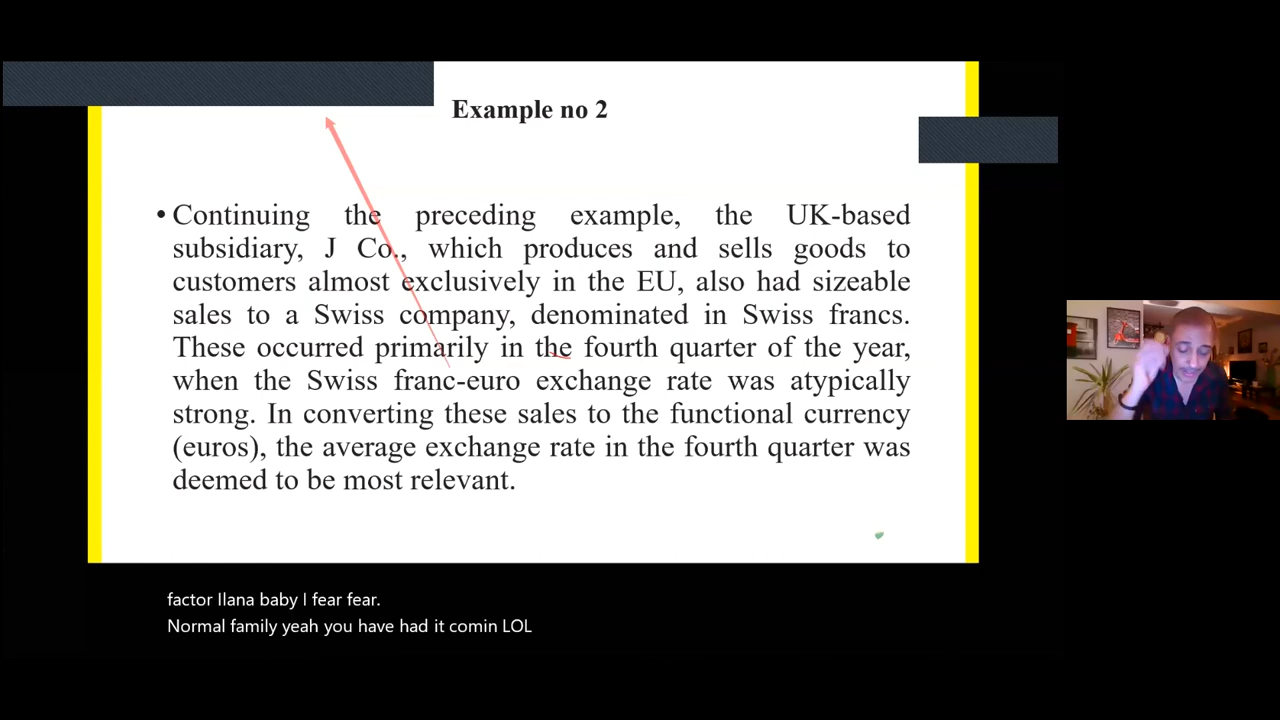 Example no 2
• Continuing the preceding example, the UK-based
subsidiary, J Co., which produces and sells goods to
customers almost exclusively in the EU, also had sizeable
sales to a Swiss company, denominated in Swiss francs.
These occurred primarily in the fourth quarter of the year,
when the Swiss franc-euro exchange rate was atypically
strong. In converting these sales to the functional currency
(euros), the average exchange rate in the fourth quarter was
deemed to be most relevant.
factor Ilana baby I fear fear.
Normal family yeah you have had it comin LOL